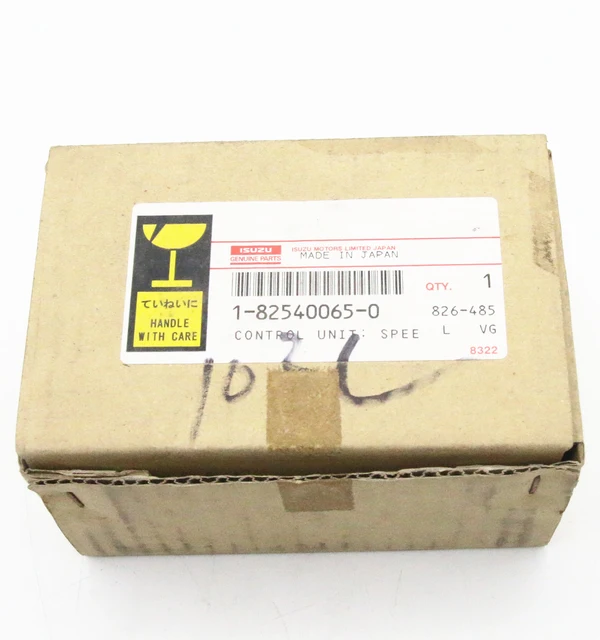 ISUZU
GENUINE PARTS
ISUZU MOTORS LIMITED JAPAN
MADE IN JAPAN
QTY. 1
1-82540065-0
826-485
CONTROL UNIT; SPEE
L VG
8322
ていねいに
HANDLE
WITH CARE
102L